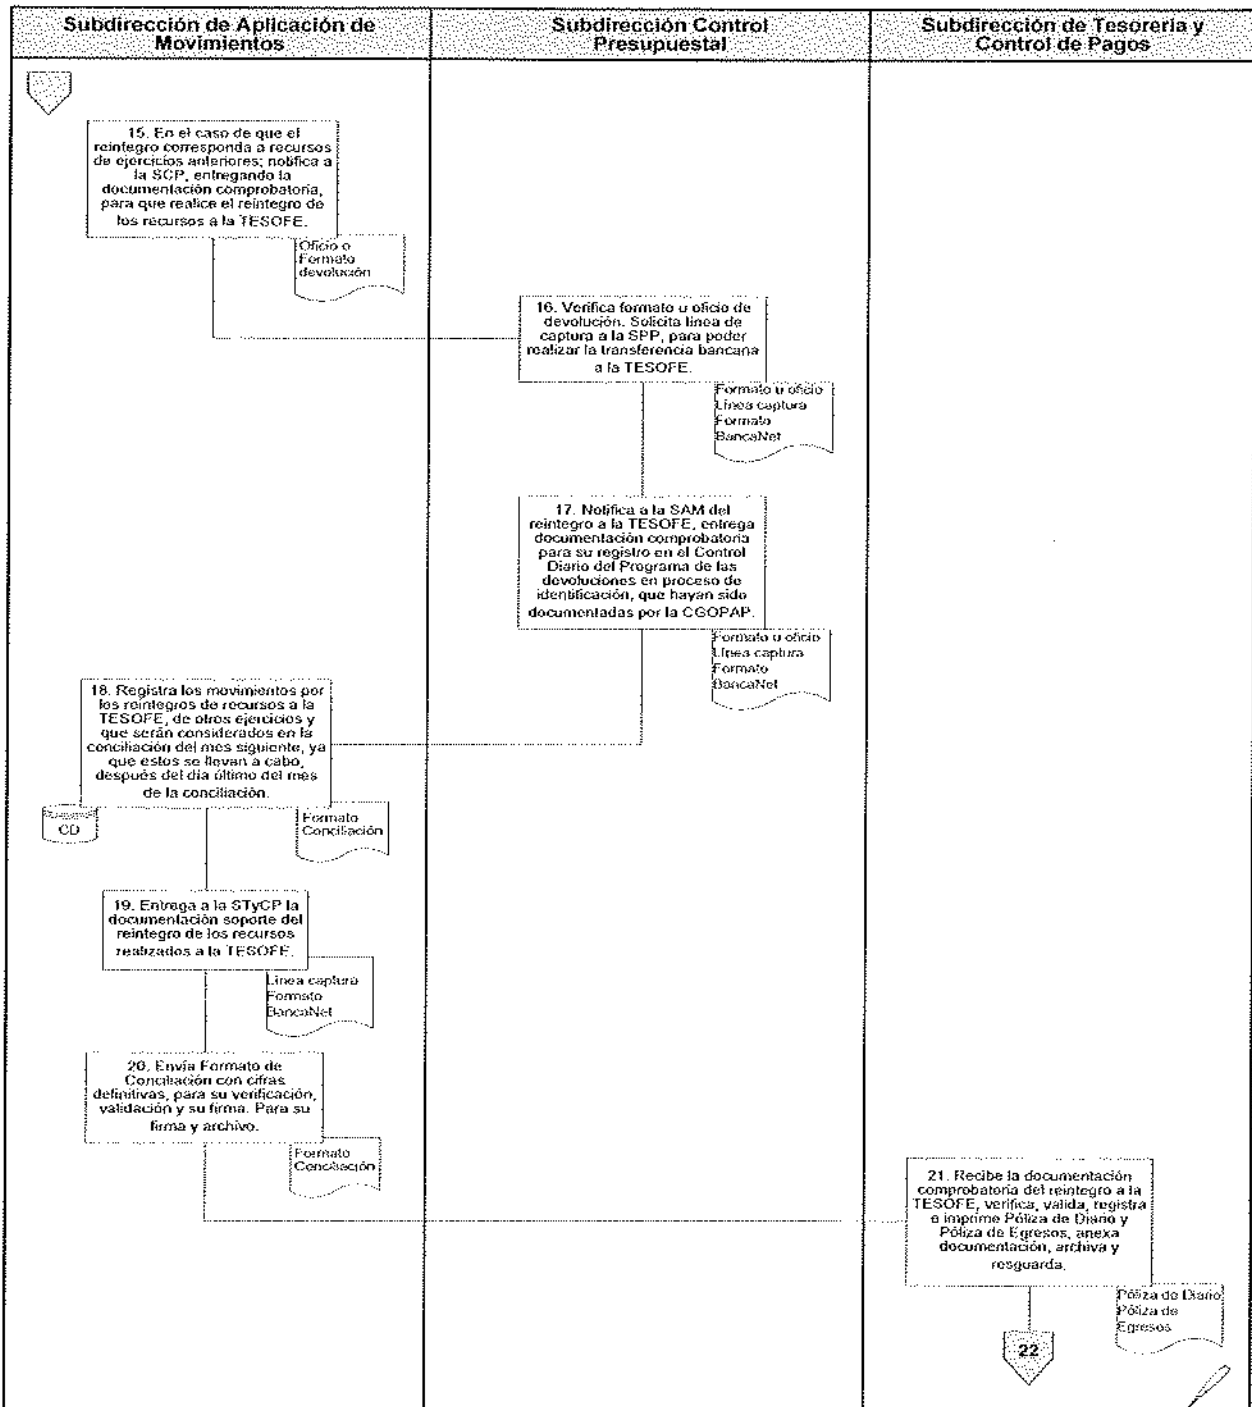 Subdirección de Aplicación de
Movimientos
Subdirección Control
Presupuestal
Subdirección de Tesorería y
Control de Pagos
15. En el caso de que el
reintegro corresponda a recursos
de ejercicios anteriores; notifica a
la SCP, entregando la
documentación comprobatoria,
para que realice el reintegro de
los recursos a la TESOFE.
Oficio o
Formato
devolución
16. Verifica formato u oficio de
devolución. Solicita línea de
captura a la SPP, para poder
realizar la transferencia bancaria
a la TESOFE.
Formato u oficio
Línea captura
Formato
BancaNet
17. Notifica a la SAM del
reintegro a la TESOFE, entrega
documentación comprobatoria
para su registro en el Control
Diario del Programa de las
devoluciones en proceso de
identificación, que hayan sido
documentadas por la CGOPAP.
Formato u oficio
Línea captura
Formato
BancaNet
18. Registra los movimientos por
los reintegros de recursos a la
TESOFE, de otros ejercicios y
que serán considerados en la
conciliación del mes siguiente, ya
que estos se llevan a cabo,
después del día último del mes
de la conciliación.
CD
Formato
Conciliación
19. Entrega a la STyCP la
documentación soporte del
reintegro de los recursos
realizados a la TESOFE.
Línea captura
Formato
BancaNet
20. Envía Formato de
Conciliación con cifras
definitivas, para su verificación,
validación y su firma. Para su
firma y archivo.
Formato
Conciliación
21. Recibe la documentación
comprobatoria del reintegro a la
TESOFE, verifica, valida, registra
e imprime Póliza de Diario y
Póliza de Egresos, anexa
documentación, archiva y
resguarda.
Póliza de Diario
Póliza de
Egresos
22